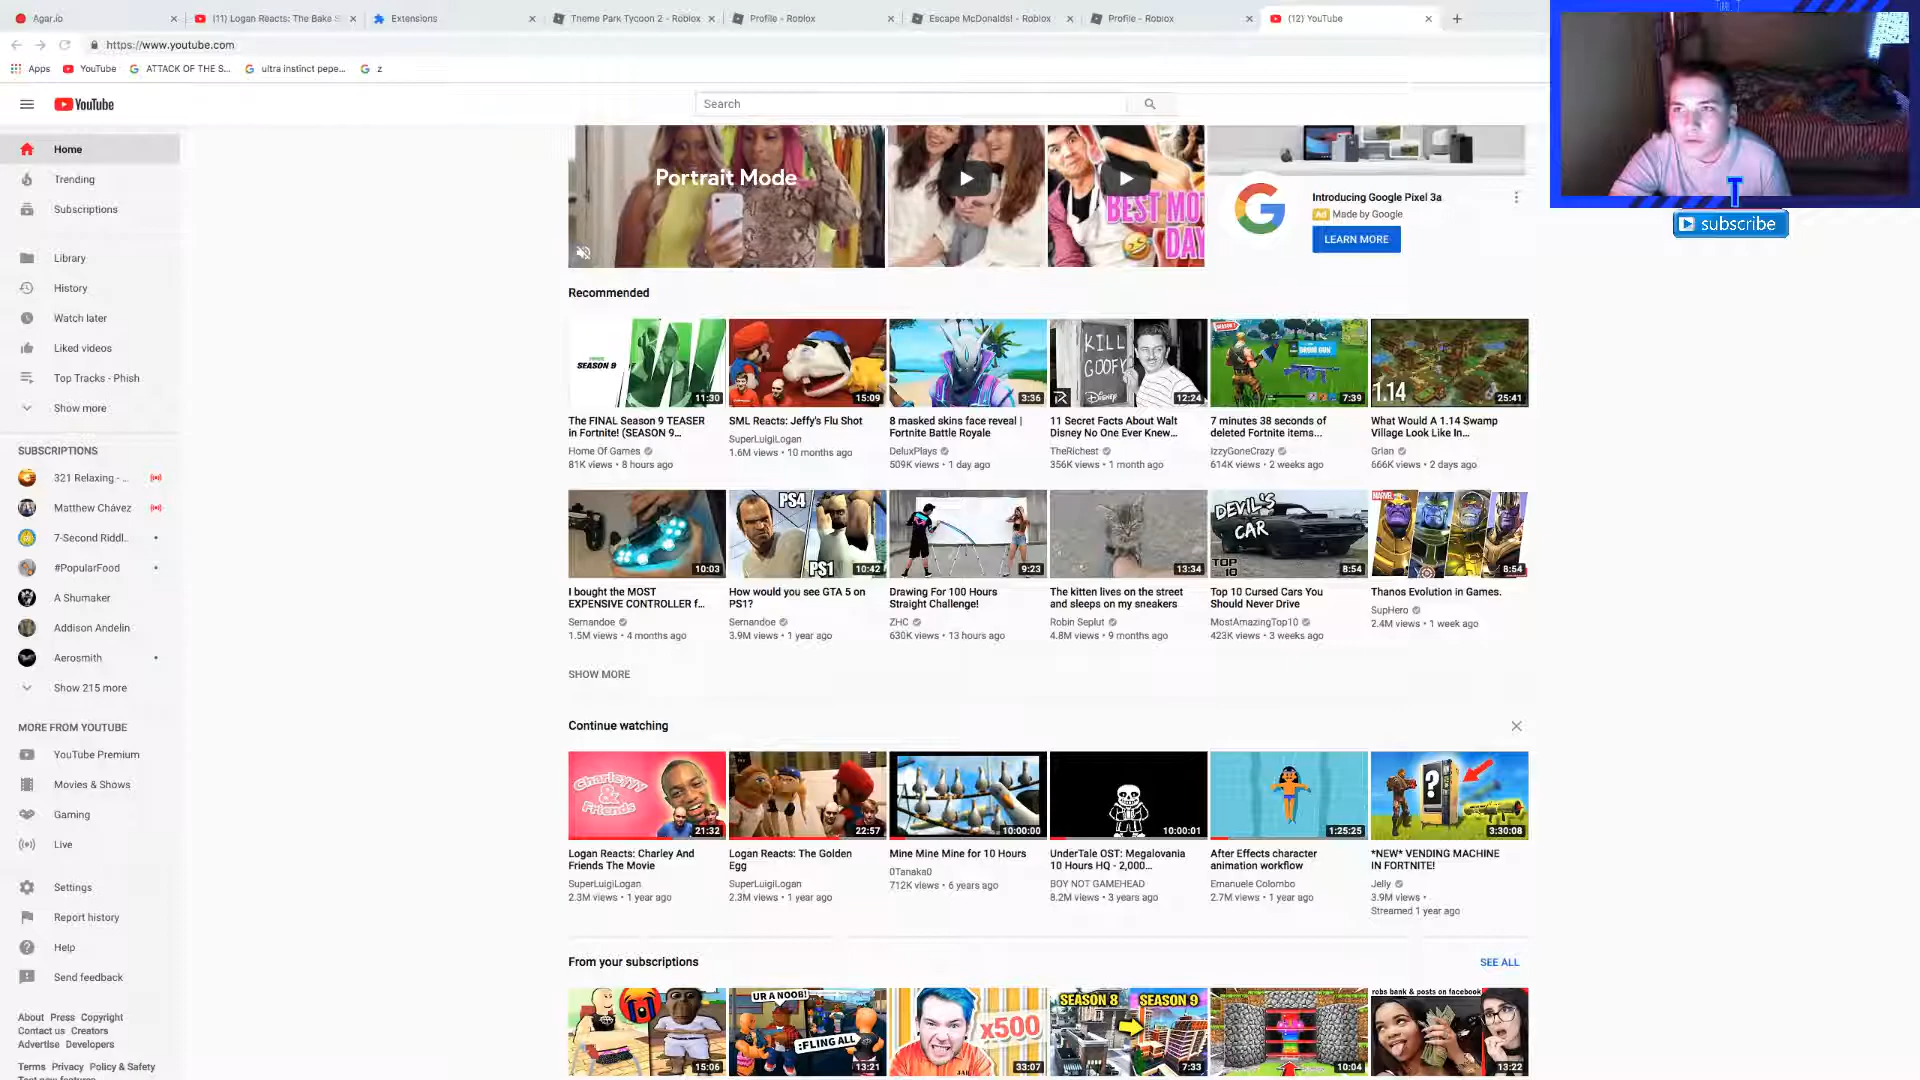 Agar.io
(11) Logan Reacts: The Bake S
Extensions
Theme Park Tycoon 2 - Roblox
Profile - Roblox
Escape McDonalds! - Roblox
Profile - Roblox
(12) YouTube
https://www.youtube.com
Apps
YouTube
ATTACK OF THE S...
ultra instinct pepe...
z
YouTube
Search
subscribe
Home
Trending
Subscriptions
Library
History
Watch later
Liked videos
Top Tracks - Phish
Show more
SUBSCRIPTIONS
321 Relaxing - ...
Matthew Chávez
7-Second Riddl..
#PopularFood
A Shumaker
Addison Andelin
Aerosmith
Show 215 more
MORE FROM YOUTUBE
YouTube Premium
Movies & Shows
Gaming
Live
Settings
Report history
Help
Send feedback
About Press Copyright
Contact us Creators
Advertise Developers
Terms Privacy Policy & Safety
Test new features
Portrait Mode
BEST MO
DAY
Introducing Google Pixel 3a
Ad Made by Google
LEARN MORE
Recommended
SEASON 9
11:30
15:09
3:36
KILL
GOOFY
Disney
12:24
DRUM GUN
7:39
1.14
25:41
The FINAL Season 9 TEASER
in Fortnite! (SEASON 9...
Home Of Games
81K views • 8 hours ago
SML Reacts: Jeffy's Flu Shot
SuperLuigiLogan
1.6M views • 10 months ago
8 masked skins face reveal |
Fortnite Battle Royale
DeluxPlays
509K views • 1 day ago
11 Secret Facts About Walt
Disney No One Ever Knew...
TheRichest
356K views • 1 month ago
7 minutes 38 seconds of
deleted Fortnite items...
IzzyGoneCrazy
614K views • 2 weeks ago
What Would A 1.14 Swamp
Village Look Like In...
Grian
666K views • 2 days ago
10:03
PS4
PS1
10:42
9:23
13:34
DEVIL'S
CAR
TOP
10
8:54
MARVEL
8:54
I bought the MOST
EXPENSIVE CONTROLLER f...
Sernandoe
1.5M views • 4 months ago
How would you see GTA 5 on
PS1?
Sernandoe
3.9M views • 1 year ago
Drawing For 100 Hours
Straight Challenge!
ZHC
630K views • 13 hours ago
The kitten lives on the street
and sleeps on my sneakers
Robin Seplut
4.8M views • 9 months ago
Top 10 Cursed Cars You
Should Never Drive
MostAmazingTop10
423K views • 3 weeks ago
Thanos Evolution in Games.
SupHero
2.4M views • 1 week ago
SHOW MORE
Continue watching
Charleyyy
&
Friends
21:32
22:57
10:00:00
10:00:01
1:25:25
?
3:30:08
Logan Reacts: Charley And
Friends The Movie
SuperLuigiLogan
2.3M views • 1 year ago
Logan Reacts: The Golden
Egg
SuperLuigiLogan
2.3M views • 1 year ago
Mine Mine Mine for 10 Hours
0Tanaka0
712K views • 6 years ago
UnderTale OST: Megalovania
10 Hours HQ - 2,000...
BOY NOT GAMEHEAD
8.2M views • 3 years ago
After Effects character
animation workflow
Emanuele Colombo
2.7M views • 1 year ago
*NEW* VENDING MACHINE
IN FORTNITE!
Jelly
3.9M views •
Streamed 1 year ago
From your subscriptions
SEE ALL
15:06
UR A NOOB!
:FLING ALL
13:21
x500
33:07
SEASON 8
SEASON 9
7:33
10:04
robs bank & posts on facebook
13:22